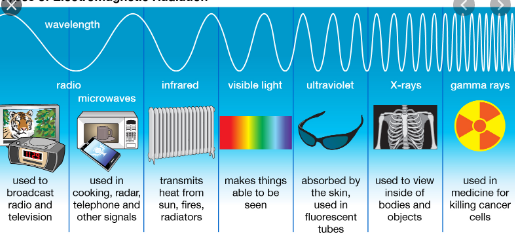 wavelength
radio
microwaves
infrared
visible light
ultraviolet
X-rays
gamma rays
used to
broadcast
radio and
television
used in
cooking, radar,
telephone and
other signals
transmits
heat from
sun, fires,
radiators
makes things
able to be
seen
absorbed by
the skin,
used in
fluorescent
tubes
used to view
inside of
bodies and
objects
used in
medicine for
killing cancer
cells